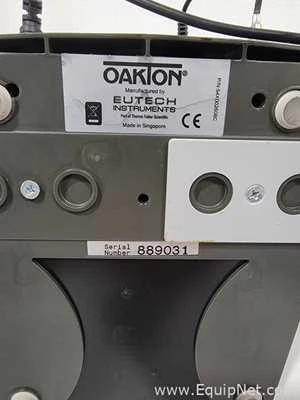 OAKTON®
Manufactured by
EUTECH
INSTRUMENTS
Part of Thermo Fisher Scientific
Made in Singapore
Serial
Number 889031
www.EquipNet.com